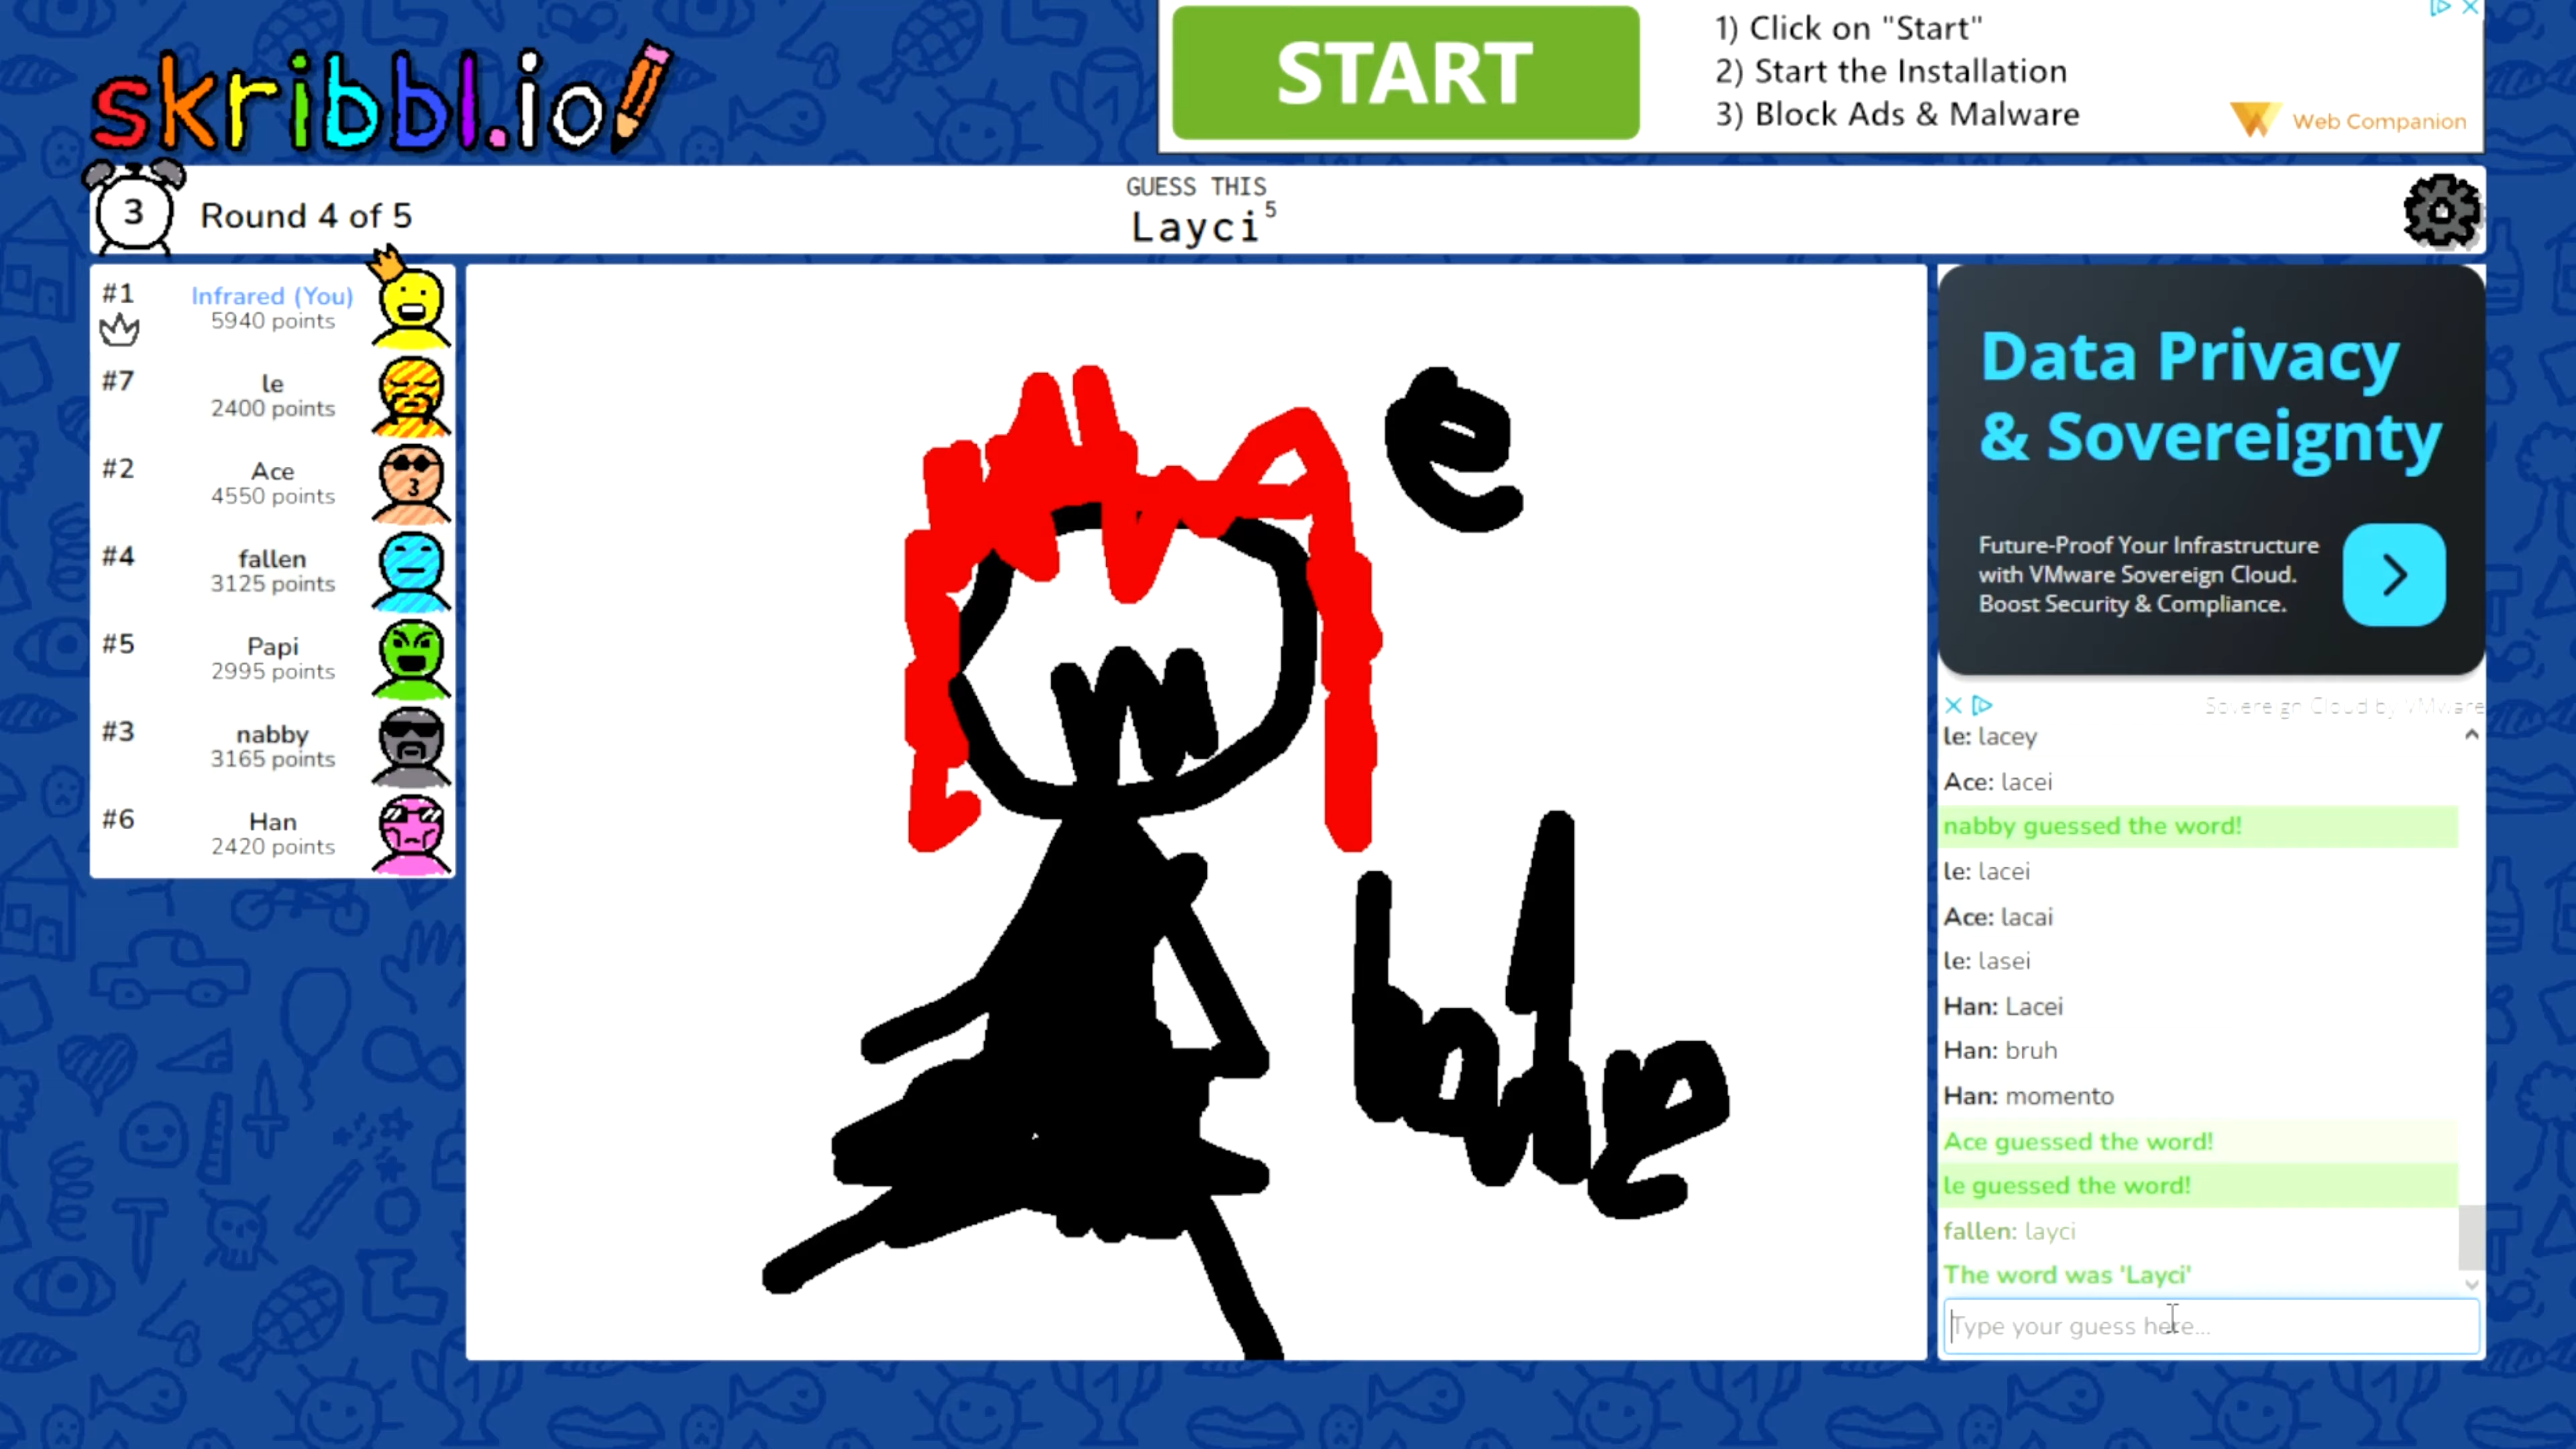 START
1) Click on "Start"
2) Start the Installation
3) Block Ads & Malware
Web Companion
skribbl.io
3
Round 4 of 5
GUESS THIS
Layci 5
#1
Infrared (You)
5940 points
#7
le
2400 points
#2
Ace
4550 points
#4
fallen
3125 points
#5
Papi
2995 points
#3
nabby
3165 points
#6
Han
2420 points
e
Data Privacy
& Sovereignty
Future-Proof Your Infrastructure
with VMware Sovereign Cloud.
Boost Security & Compliance.
Sovereign Cloud by VMware
le: lacey
Ace: lacei
nabby guessed the word!
le: lacei
Ace: lacai
le: lasei
Han: Lacei
Han: bruh
Han: momento
Ace guessed the word!
le guessed the word!
fallen: layci
The word was 'Layci'
Type your guess here...